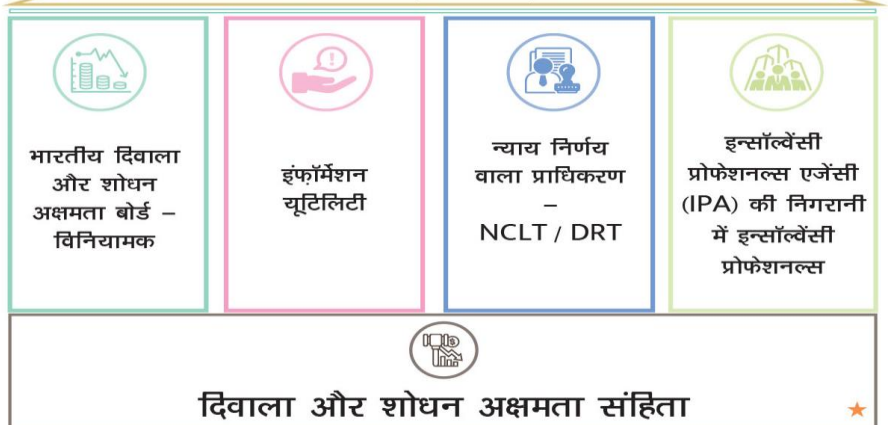 भारतीय दिवाला
और शोधन
अक्षमता बोर्ड –
विनियामक
इंफ़ॉर्मेशन
यूटिलिटी
न्याय निर्णय
वाला प्राधिकरण
–
NCLT / DRT
इन्सॉल्वेंसी
प्रोफेशनल्स एजेंसी
(IPA) की निगरानी
में इन्सॉल्वेंसी
प्रोफेशनल्स
दिवाला और शोधन अक्षमता संहिता